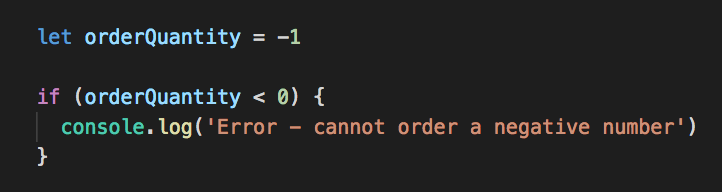 let orderQuantity = -1
if (orderQuantity < 0) {
console.log('Error - cannot order a negative number')
}